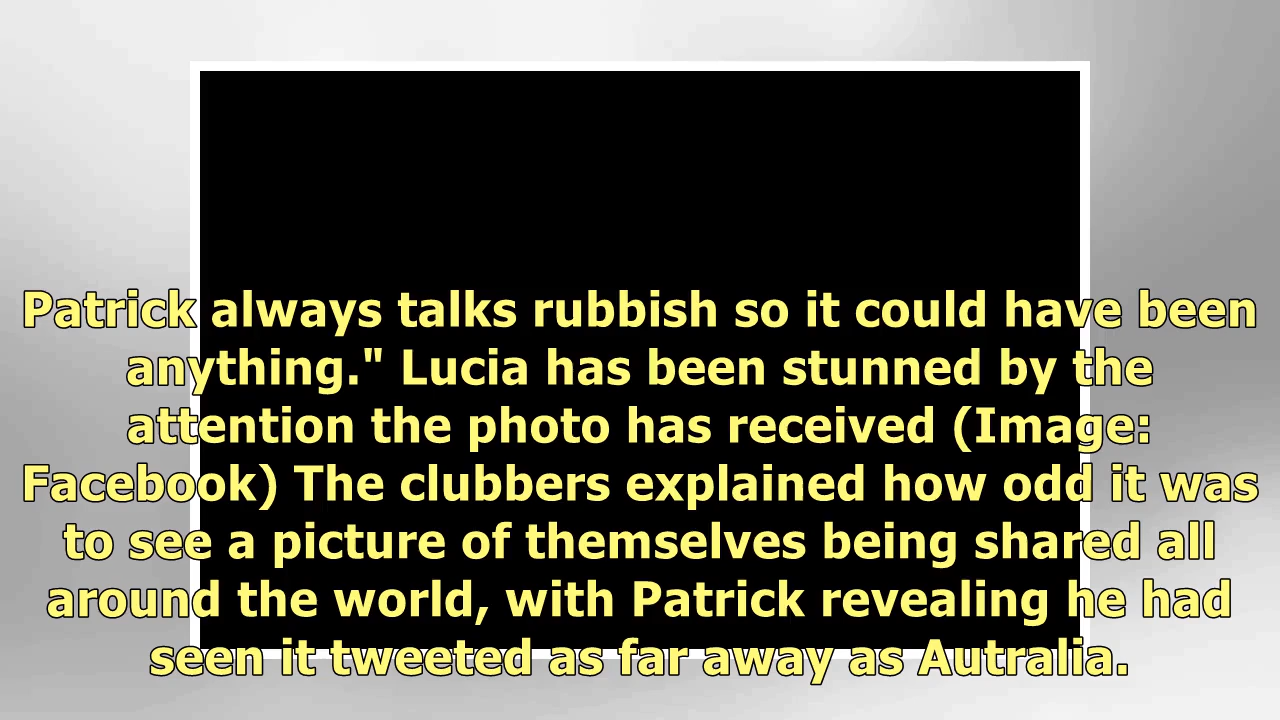 Patrick always talks rubbish so it could have been
anything." Lucia has been stunned by the
attention the photo has received (Image:
Facebook) The clubbers explained how odd it was
to see a picture of themselves being shared all
around the world, with Patrick revealing he had
seen it tweeted as far away as Autralia.